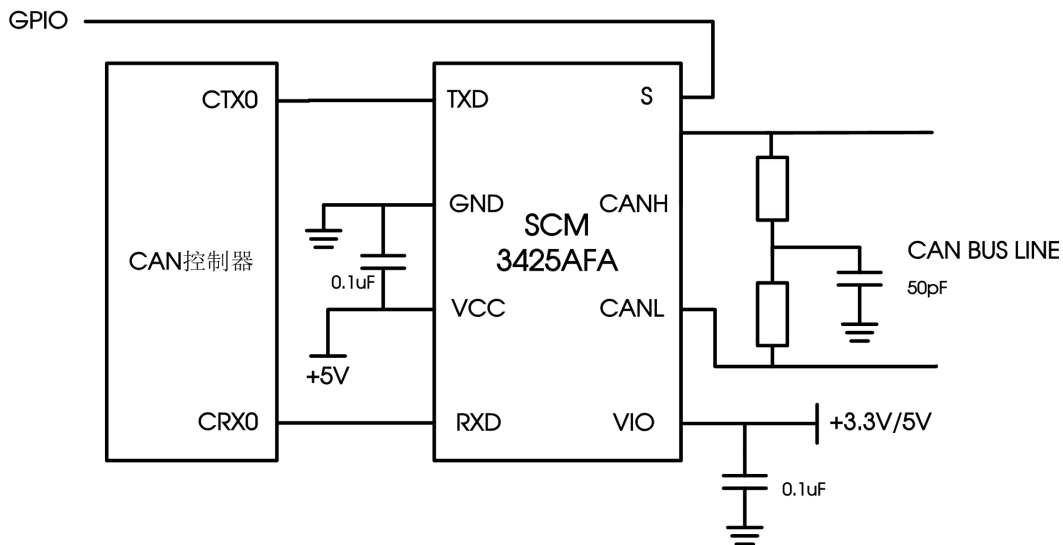 GPIO
CTX0
TXD
S
GND
CANH
SCM
3425AFA
CAN控制器
0.1uF
CAN BUS LINE
50pF
VCC
CANL
+5V
CRX0
RXD
VIO
+3.3V/5V
0.1uF